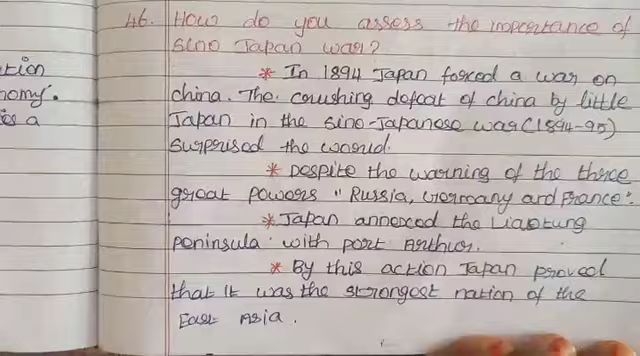 46. How do you assess the importance of
Sino Japan war?
* In 1894 Japan forced a war on
china. The crushing defeat of china by little
Japan in the sino-Japanese war (1894-95)
Surprised the world.
* Despite the warning of the three
great powers "Russia, Germany and France".
* Japan annexed the Liaotung
peninsula with port Arthur.
* By this action Japan proved
that it was the strongest nation of the
East Asia.
tion
nomy.
is a